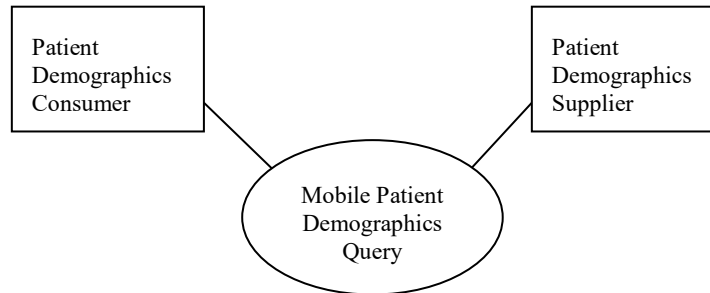 Patient
Demographics
Consumer
Patient
Demographics
Supplier
Mobile Patient
Demographics
Query